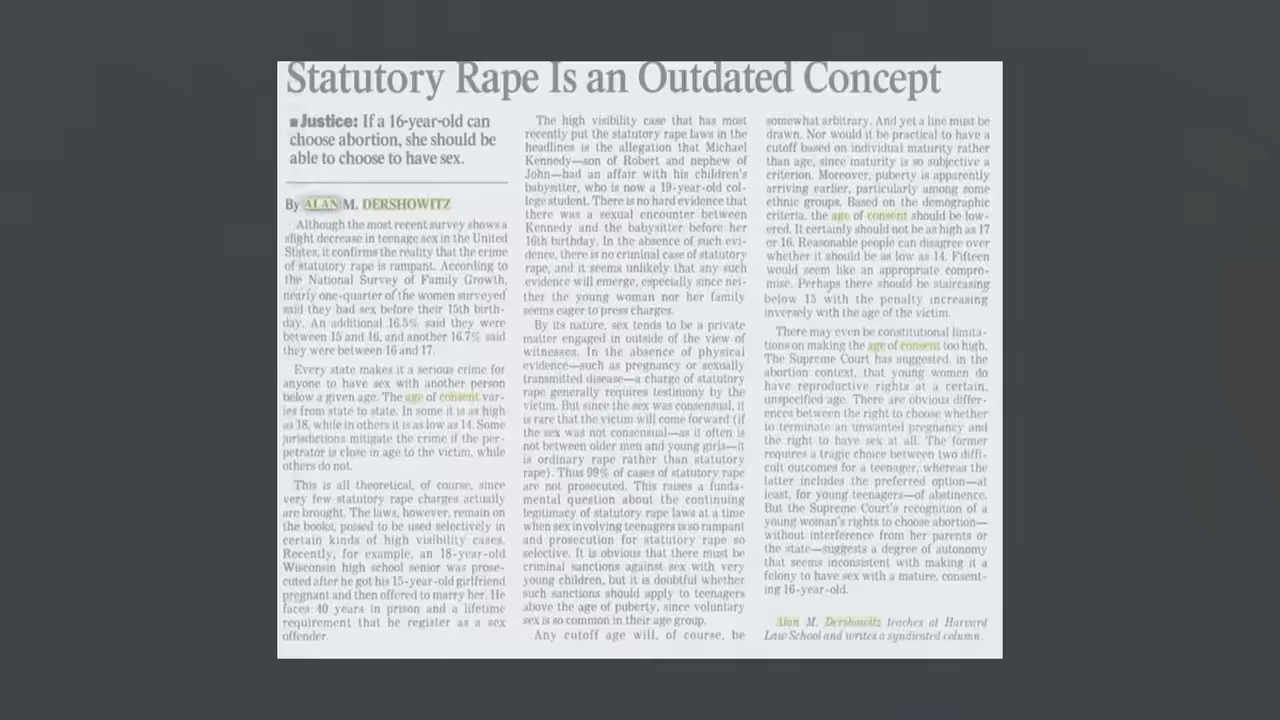 Statutory Rape Is an Outdated Concept
■ Justice: If a 16-year-old can
choose abortion, she should be
able to choose to have sex.
By ALAN M. DERSHOWITZ
Although the most recent survey shows a
slight decrease in teenage sex in the United
States, it confirms the reality that the crime
of statutory rape is rampant. According to
the National Survey of Family Growth,
nearly one-quarter of the women surveyed
said they had sex before their 15th birth-
day. An additional 16.5% said they were
between 15 and 16, and another 16.7% said
they were between 16 and 17.
Every state makes it a serious crime for
anyone to have sex with another person
below a given age. The age of consent var-
ies from state to state. In some it is as high
as 18, while in others it is as low as 14. Some
jurisdictions mitigate the crime if the per-
petrator is close in age to the victim, while
others do not.
This is all theoretical, of course, since
very few statutory rape charges actually
are brought. The laws, however, remain on
the books, poised to be used selectively in
certain kinds of high visibility cases.
Recently, for example, an 18-year-old
Wisconsin high school senior was prose-
cuted after he got his 15-year-old girlfriend
pregnant and then offered to marry her. He
faces 40 years in prison and a lifetime
requirement that he register as a sex
offender.
The high visibility case that has most
recently put the statutory rape laws in the
headlines is the allegation that Michael
Kennedy—son of Robert and nephew of
John—had an affair with his children's
babysitter, who is now a 19-year-old col-
lege student. There is no hard evidence that
there was a sexual encounter between
Kennedy and the babysitter before her
16th birthday. In the absence of such evi-
dence, there is no criminal case of statutory
rape, and it seems unlikely that any such
evidence will emerge, especially since nei-
ther the young woman nor her family
seems eager to press charges.
By its nature, sex tends to be a private
matter engaged in outside of the view of
witnesses. In the absence of physical
evidence—such as pregnancy or sexually
transmitted disease—a charge of statutory
rape generally requires testimony by the
victim. But since the sex was consensual, it
is rare that the victim will come forward (if
the sex was not consensual—as it often is
not between older men and young girls—it
is ordinary rape rather than statutory
rape). Thus 99% of cases of statutory rape
are not prosecuted. This raises a funda-
mental question about the continuing
legitimacy of statutory rape laws at a time
when sex involving teenagers is so rampant
and prosecution for statutory rape so
selective. It is obvious that there must be
criminal sanctions against sex with very
young children, but it is doubtful whether
such sanctions should apply to teenagers
above the age of puberty, since voluntary
sex is so common in their age group.
Any cutoff age will, of course, be
somewhat arbitrary. And yet a line must be
drawn. Nor would it be practical to have a
cutoff based on individual maturity rather
than age, since maturity is so subjective a
criterion. Moreover, puberty is apparently
arriving earlier, particularly among some
ethnic groups. Based on the demographic
criteria, the age of consent should be low-
ered. It certainly should not be as high as 17
or 16. Reasonable people can disagree over
whether it should be as low as 14. Fifteen
would seem like an appropriate compro-
mise. Perhaps there should be staircasing
below 15 with the penalty increasing
inversely with the age of the victim.
There may even be constitutional limita-
tions on making the age of consent too high.
The Supreme Court has suggested, in the
abortion context, that young women do
have reproductive rights at a certain,
unspecified age. There are obvious differ-
ences between the right to choose whether
to terminate an unwanted pregnancy and
the right to have sex at all. The former
requires a tragic choice between two diffi-
cult outcomes for a teenager, whereas the
latter includes the preferred option—at
least, for young teenagers—of abstinence.
But the Supreme Court's recognition of a
young woman's rights to choose abortion—
without interference from her parents or
the state—suggests a degree of autonomy
that seems inconsistent with making it a
felony to have sex with a mature, consent-
ing 16-year-old.
Alan M. Dershowitz teaches at Harvard
Law School and writes a syndicated column.